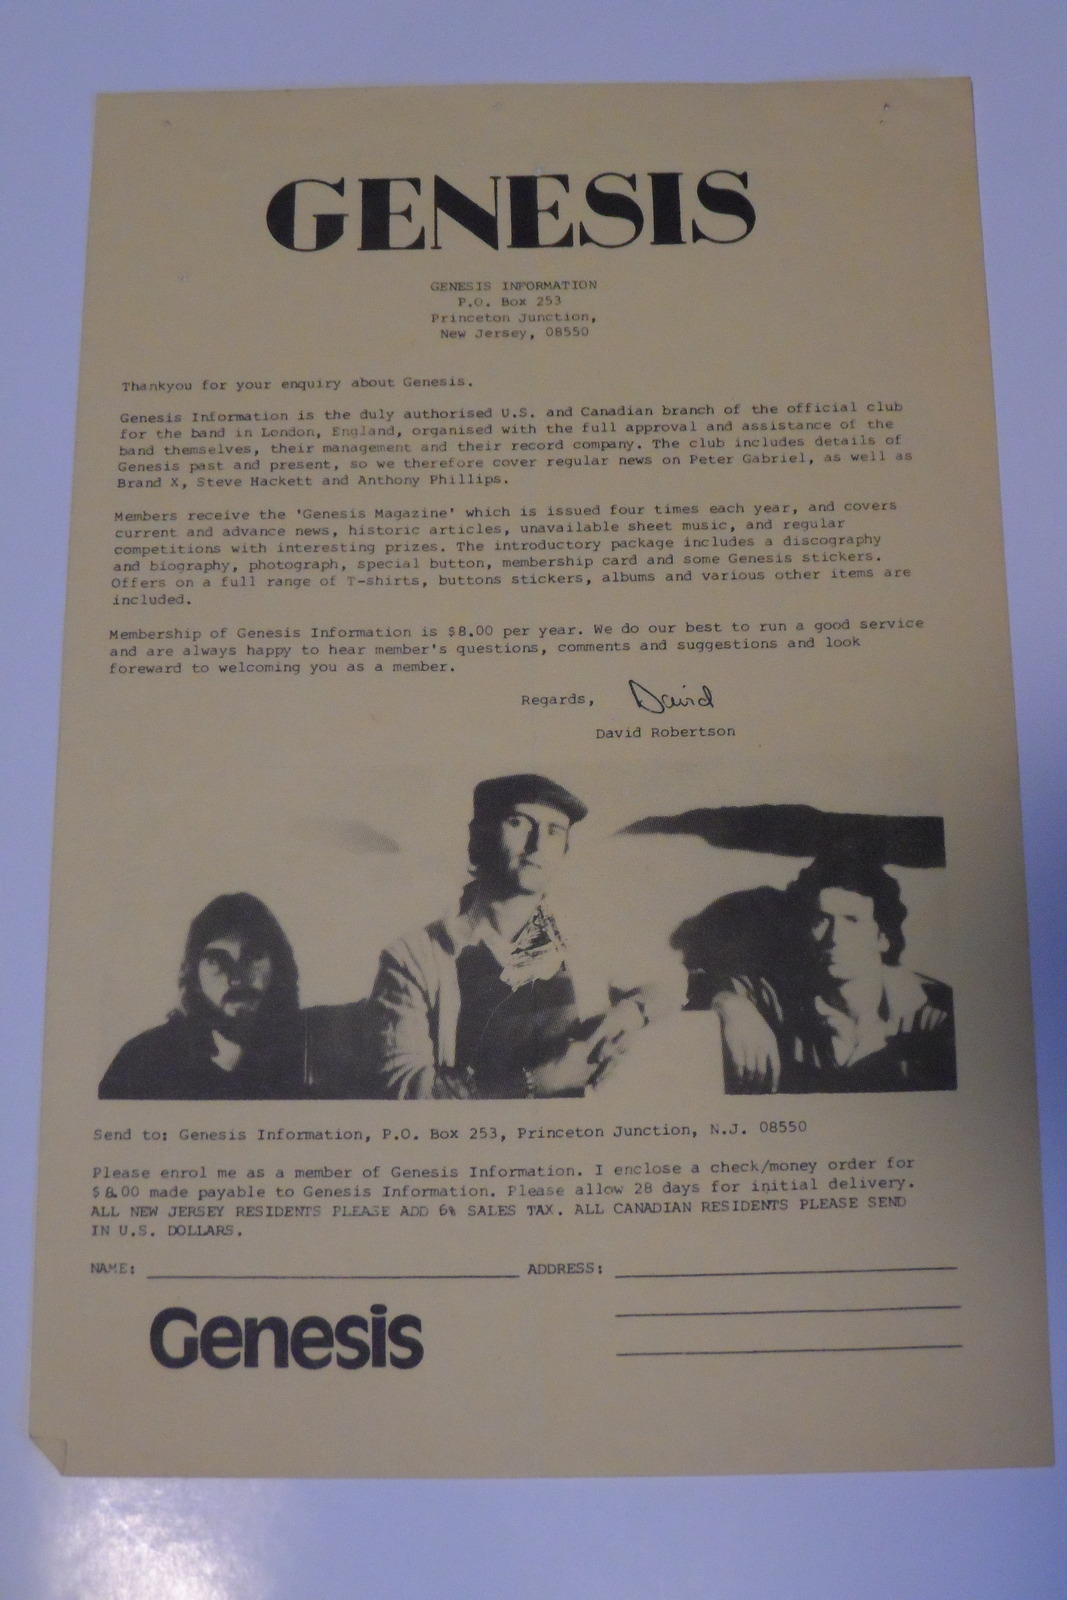 GENESIS
GENESIS INFORMATION
P.O. Box 253
Princeton Junction,
New Jersey, 08550
Thankyou for your enquiry about Genesis.
Genesis Information is the duly authorised U.S. and Canadian branch of the official club
for the band in London, England, organised with the full approval and assistance of the
band themselves, their management and their record company. The club includes details of
Genesis past and present, so we therefore cover regular news on Peter Gabriel, as well as
Brand X, Steve Hackett and Anthony Phillips.
Members receive the 'Genesis Magazine' which is issued four times each year, and covers
current and advance news, historic articles, unavailable sheet music, and regular
competitions with interesting prizes. The introductory package includes a discography
and biography, photograph, special button, membership card and some Genesis stickers.
Offers on a full range of T-shirts, buttons stickers, albums and various other items are
included.
Membership of Genesis Information is $8.00 per year. We do our best to run a good service
and are always happy to hear member's questions, comments and suggestions and look
foreward to welcoming you as a member.
Regards, David
David Robertson
Send to: Genesis Information, P.O. Box 253, Princeton Junction, N.J. 08550
Please enrol me as a member of Genesis Information. I enclose a check/money order for
$8.00 made payable to Genesis Information. Please allow 28 days for initial delivery.
ALL NEW JERSEY RESIDENTS PLEASE ADD 6% SALES TAX. ALL CANADIAN RESIDENTS PLEASE SEND
IN U.S. DOLLARS.
NAME: ADDRESS:
Genesis